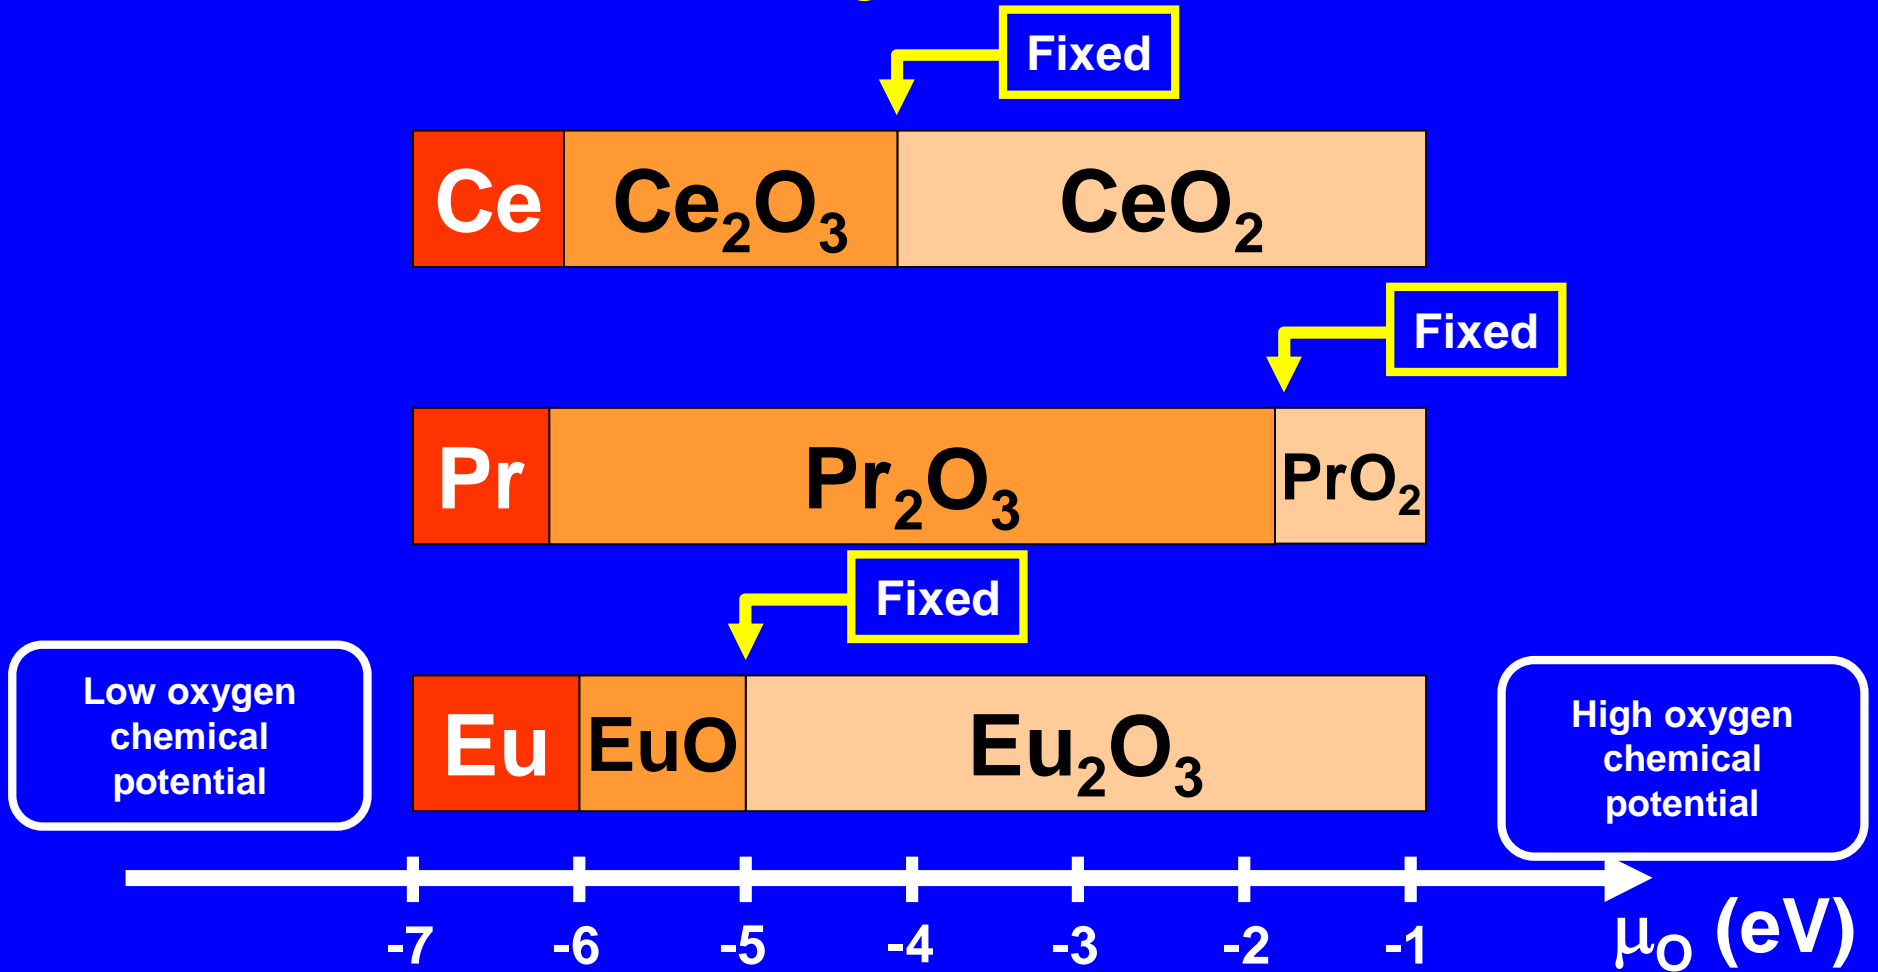 Fixed
Ce Ce₂O₃ CeO₂
Fixed
Pr Pr₂O₃ PrO₂
Fixed
Eu EuO Eu₂O₃
Low oxygen
chemical
potential
High oxygen
chemical
potential
-7 -6 -5 -4 -3 -2 -1
μ_O (eV)